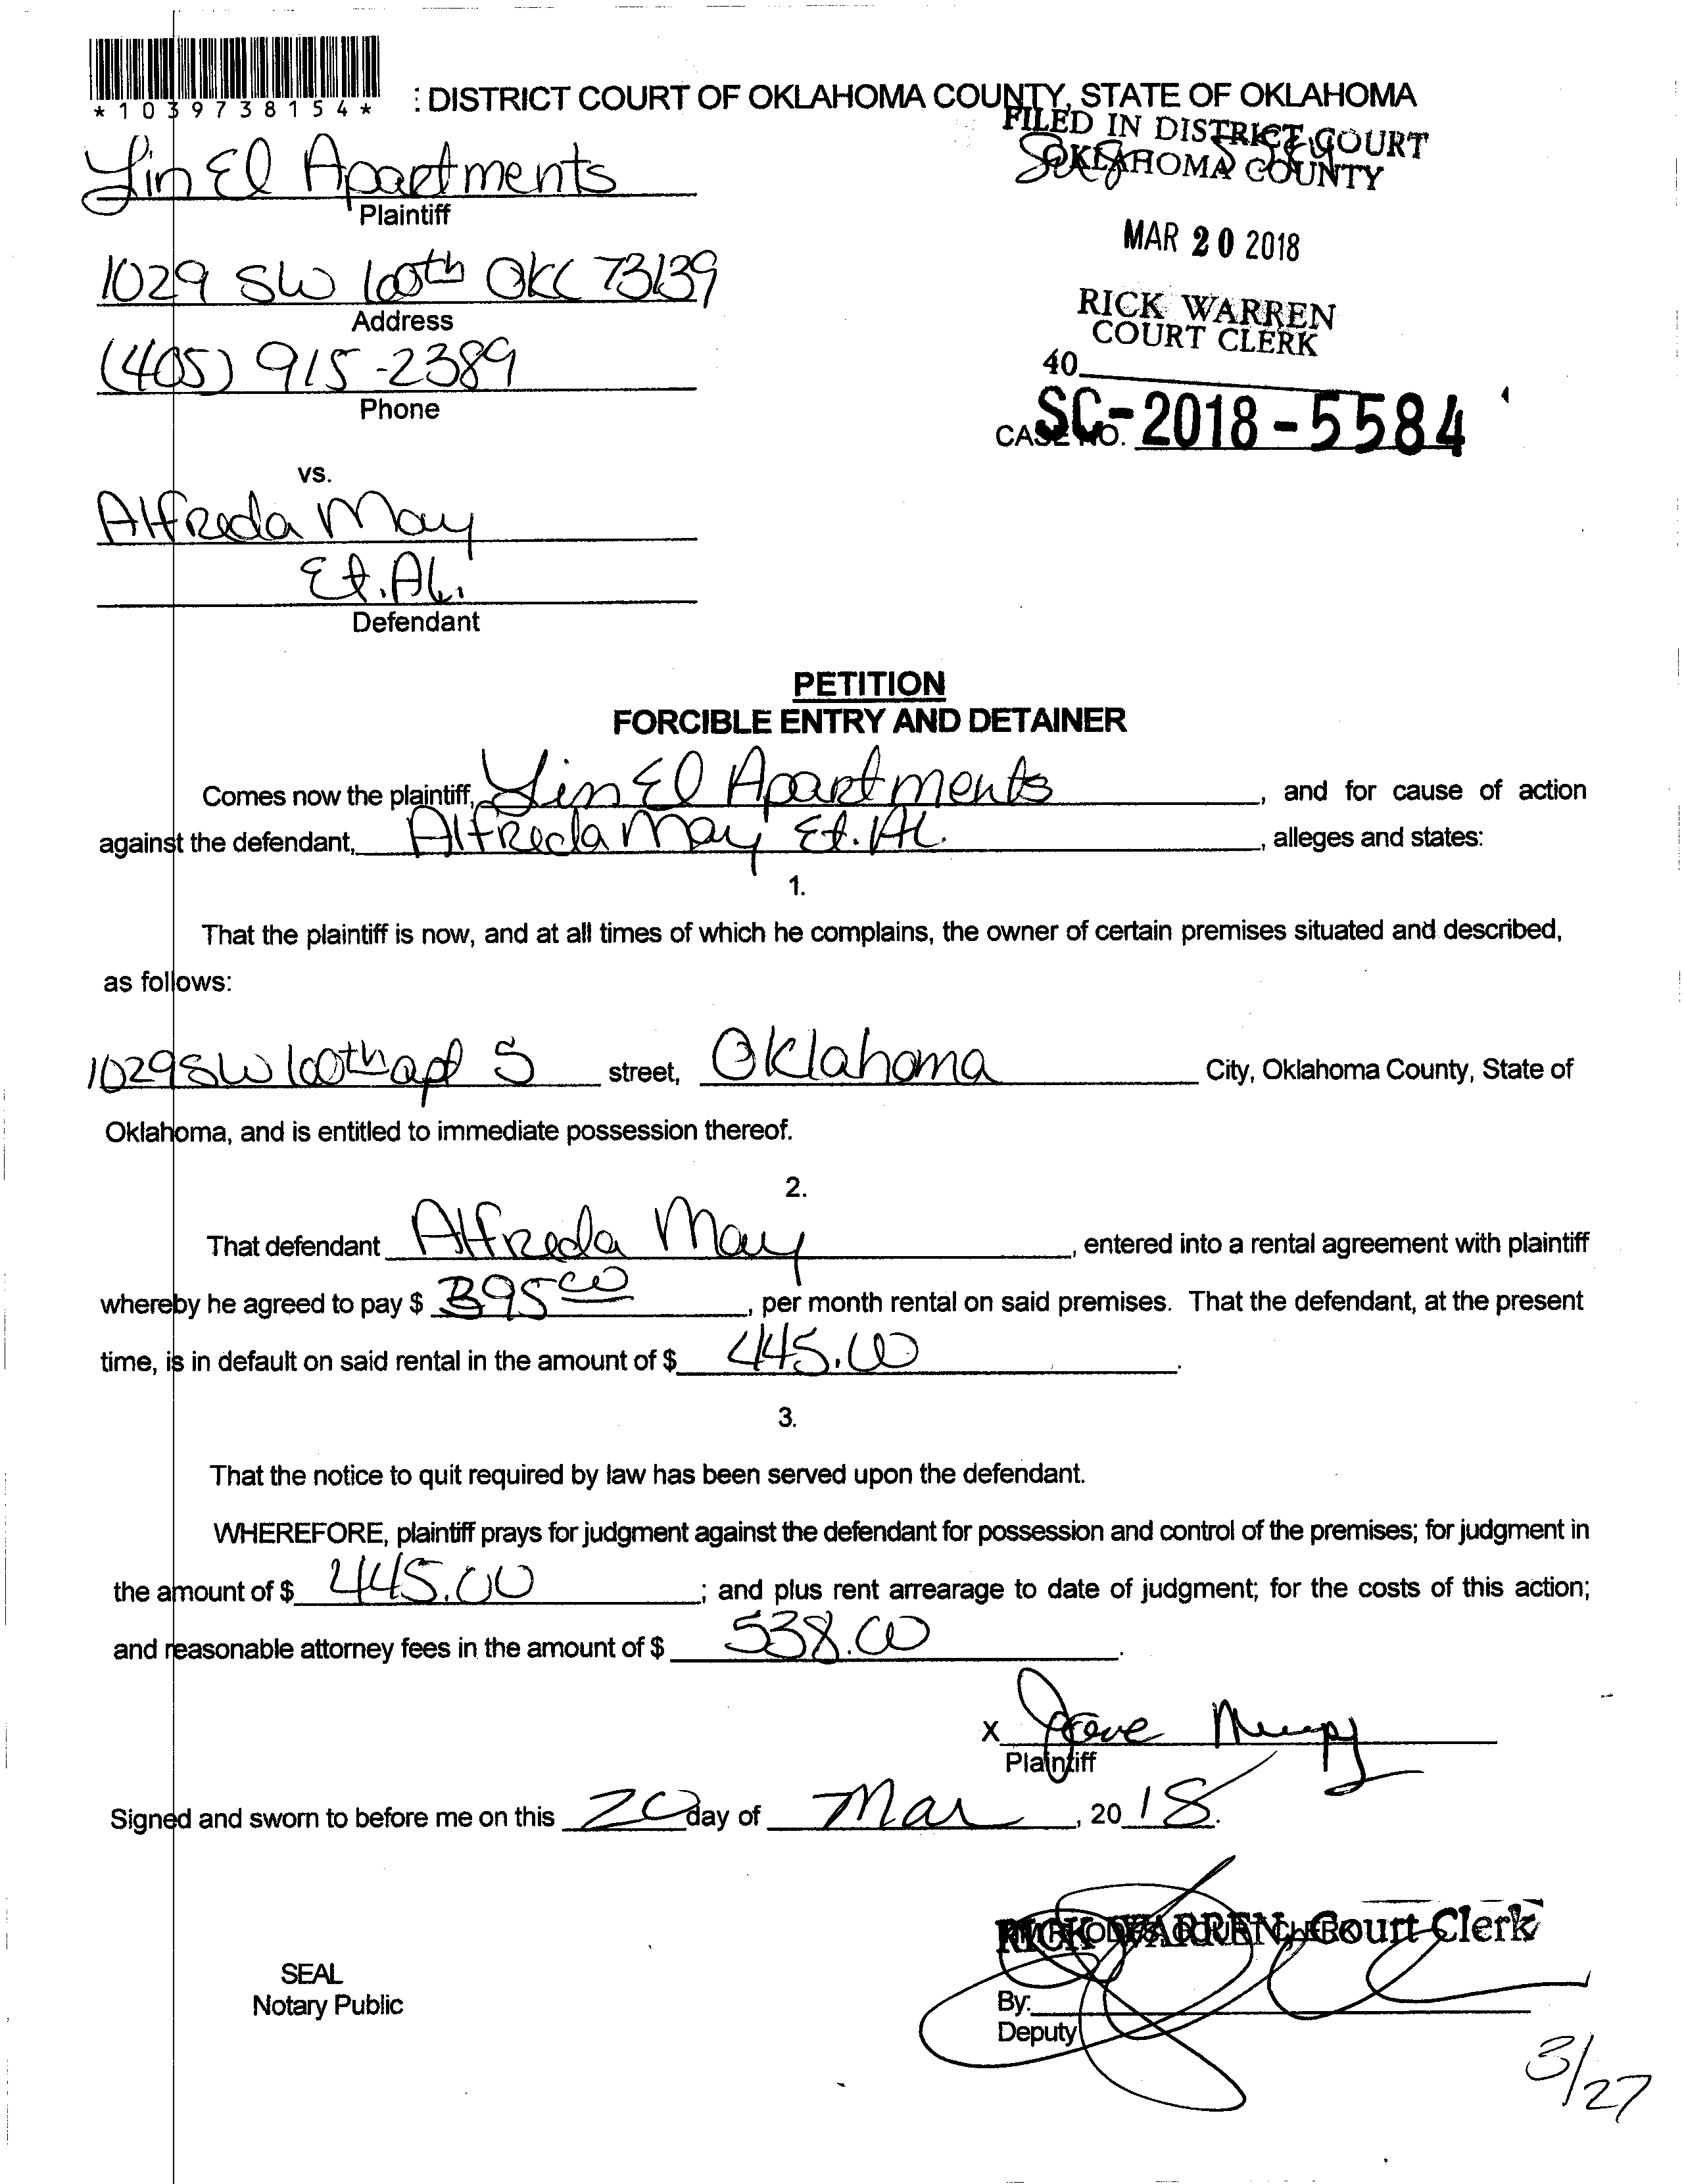 *1039738154*
: DISTRICT COURT OF OKLAHOMA COUNTY, STATE OF OKLAHOMA
FILED IN DISTRICT COURT
OKLAHOMA COUNTY
LinEl Apartments
Plaintiff
MAR 20 2018
1029 SW 100th OKC 73139
Address
RICK WARREN
COURT CLERK
(405) 915-2389
Phone
40
CASE NO. SC-2018-5584
vs.
Alfreda May
Et. Al.
Defendant
PETITION
FORCIBLE ENTRY AND DETAINER
Comes now the plaintiff, LinEl Apartments, and for cause of action
against the defendant, Alfreda May Et. Al., alleges and states:
1.
That the plaintiff is now, and at all times of which he complains, the owner of certain premises situated and described,
as follows:
1029 SW 100th apt S street, Oklahoma City, Oklahoma County, State of
Oklahoma, and is entitled to immediate possession thereof.
2.
That defendant Alfreda May, entered into a rental agreement with plaintiff
whereby he agreed to pay $ 395 00, per month rental on said premises. That the defendant, at the present
time, is in default on said rental in the amount of $ 445.00.
3.
That the notice to quit required by law has been served upon the defendant.
WHEREFORE, plaintiff prays for judgment against the defendant for possession and control of the premises; for judgment in
the amount of $ 445.00; and plus rent arrearage to date of judgment; for the costs of this action;
and reasonable attorney fees in the amount of $ 538.00.
X
Plaintiff
Signed and sworn to before me on this 20 day of Mar, 2018.
RICK WARREN, Court Clerk
SEAL
Notary Public
By:
Deputy
3/27